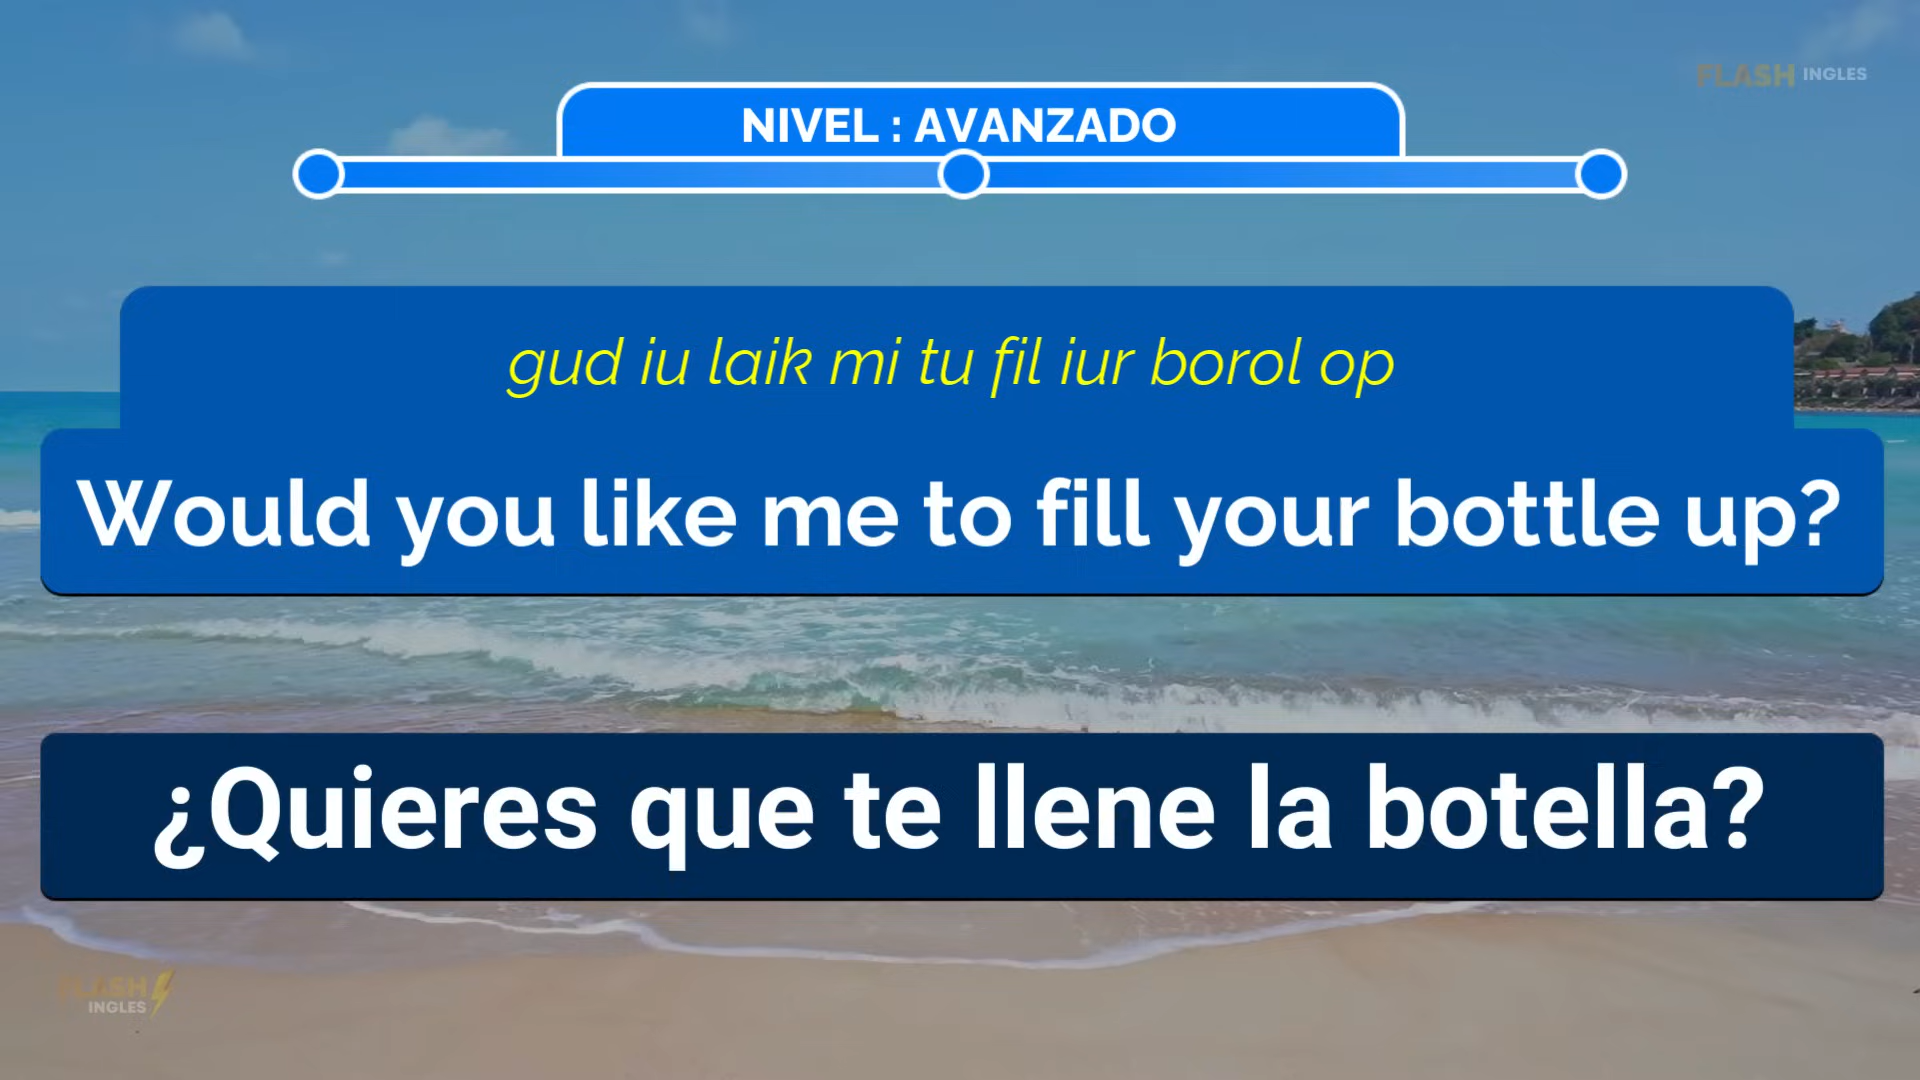 FLASH INGLES
NIVEL : AVANZADO
gud iu laik mi tu fil iur borol op
Would you like me to fill your bottle up?
¿Quieres que te llene la botella?
FLASH
INGLES